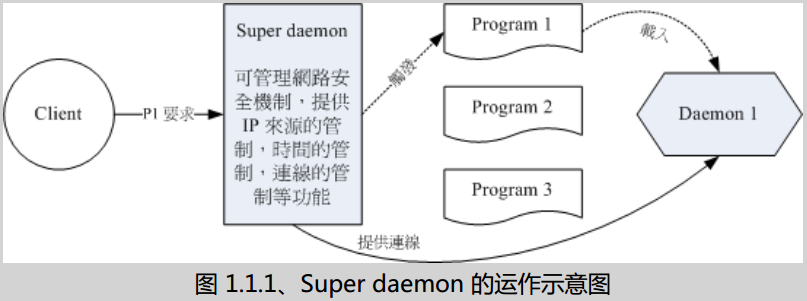 Client
P1 要求
Super daemon
可管理網路安
全機制，提供
IP 來源的管
制，時間的管
制，連線的管
制等功能
觸發
Program 1
Program 2
Program 3
載入
Daemon 1
提供連線
图 1.1.1、Super daemon 的运作示意图